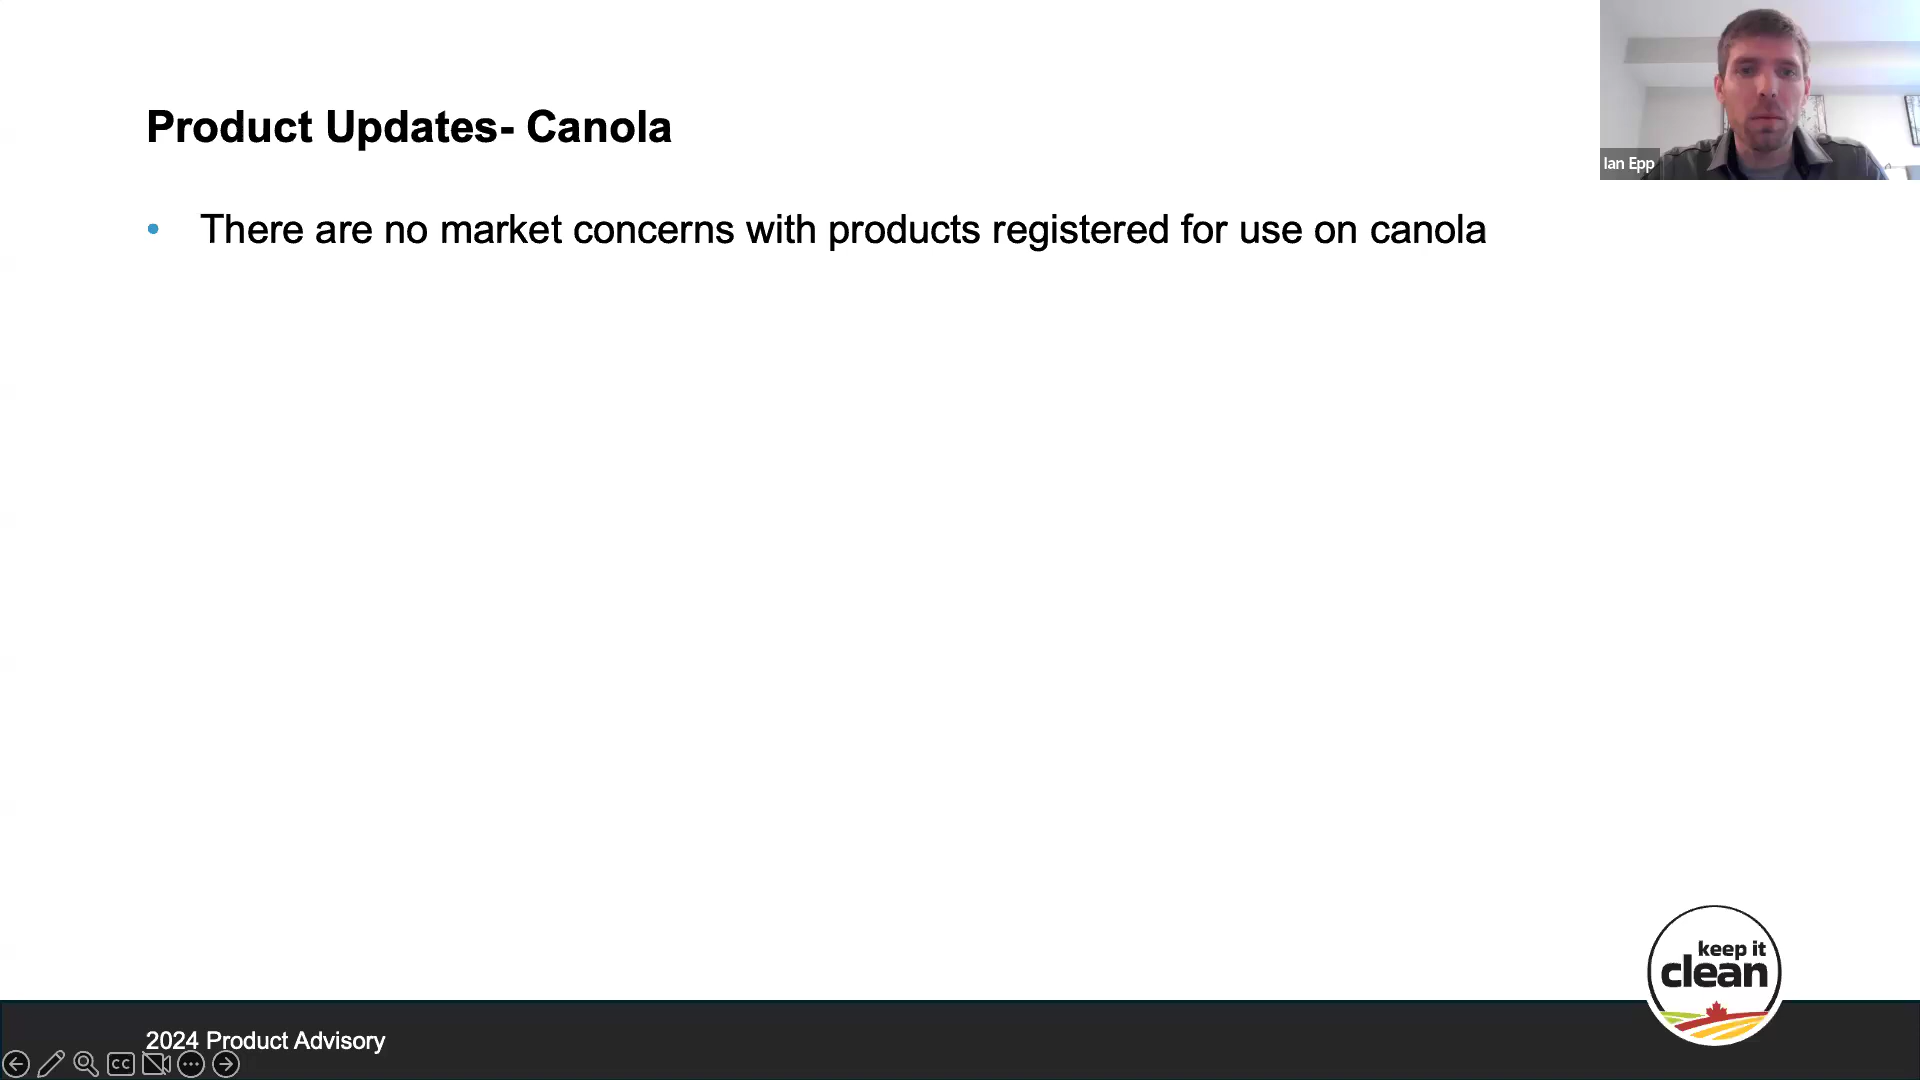 Product Updates- Canola
Ian Epp
• There are no market concerns with products registered for use on canola
keep it
clean
2024 Product Advisory
CC